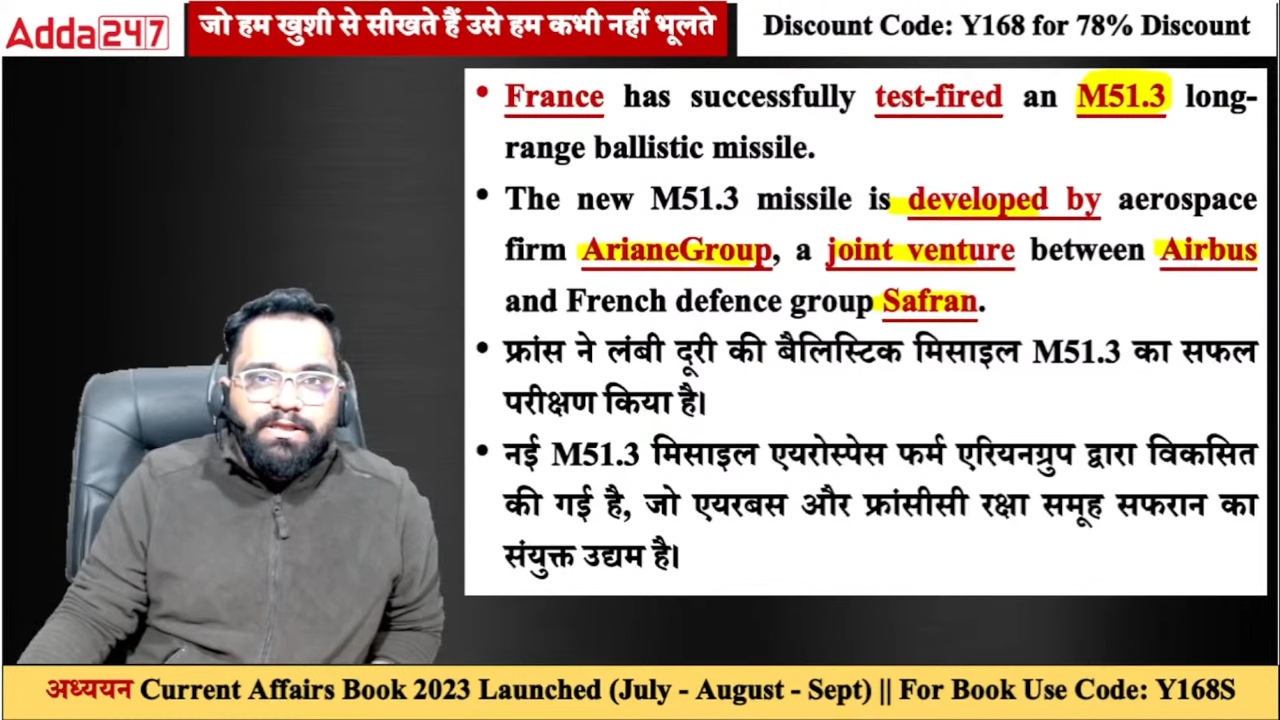 Adda247
जो हम खुशी से सीखते हैं उसे हम कभी नहीं भूलते
Discount Code: Y168 for 78% Discount
• France has successfully test-fired an M51.3 long-
range ballistic missile.
• The new M51.3 missile is developed by aerospace
firm ArianeGroup, a joint venture between Airbus
and French defence group Safran.
• फ्रांस ने लंबी दूरी की बैलिस्टिक मिसाइल M51.3 का सफल
परीक्षण किया है।
• नई M51.3 मिसाइल एयरोस्पेस फर्म एरियनग्रुप द्वारा विकसित
की गई है, जो एयरबस और फ्रांसीसी रक्षा समूह सफरान का
संयुक्त उद्यम है।
अध्ययन Current Affairs Book 2023 Launched (July - August - Sept) || For Book Use Code: Y168S